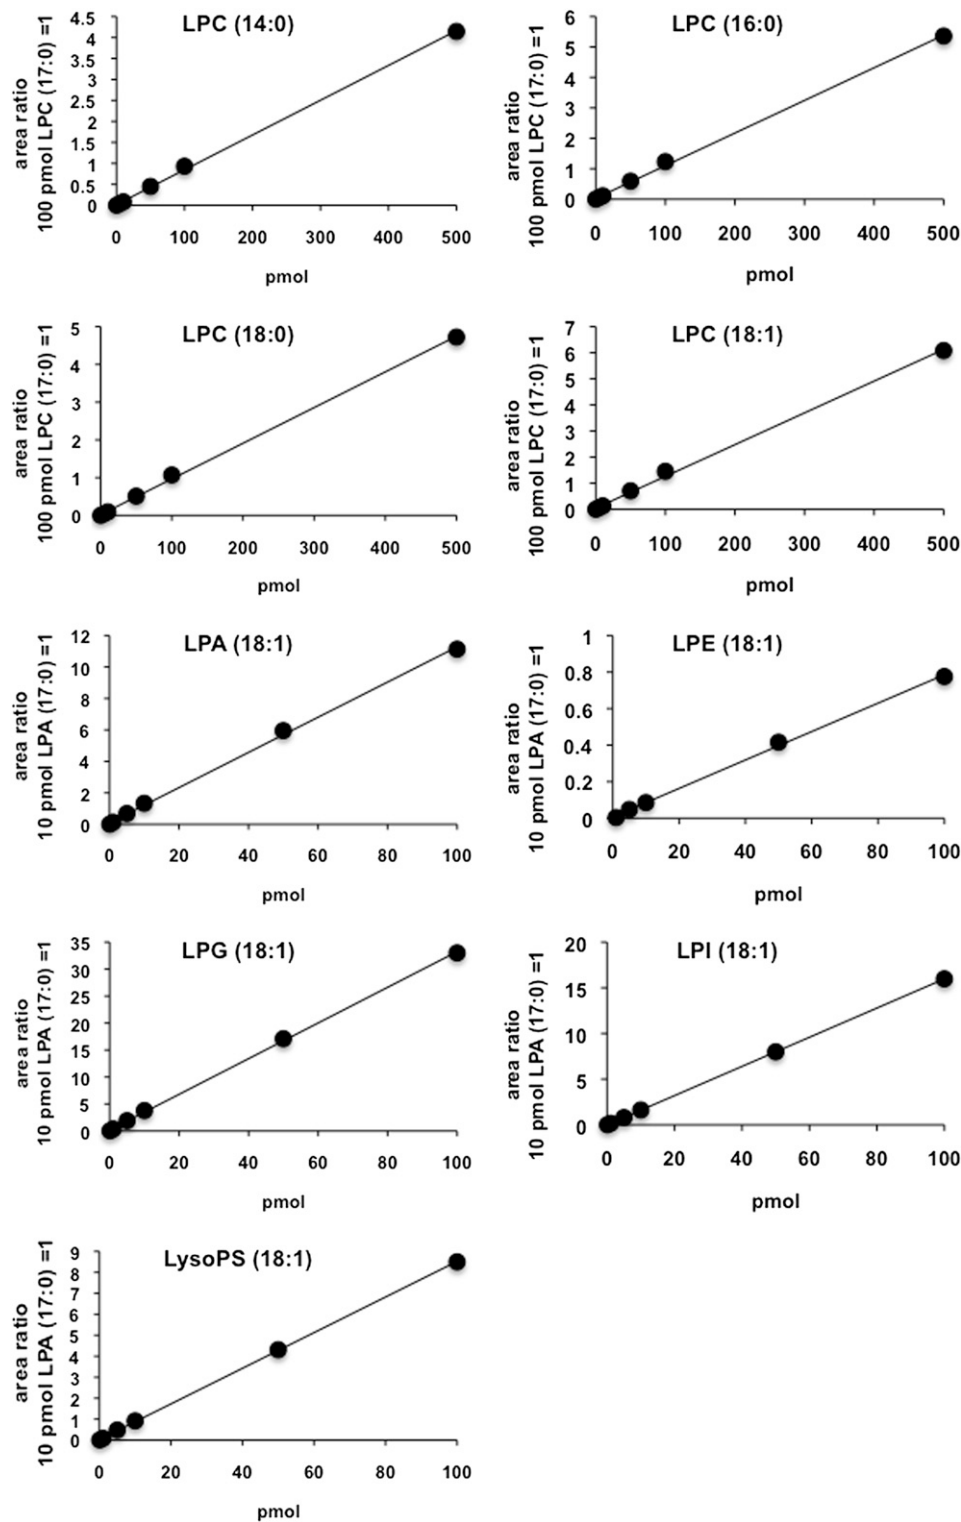 LPC (14:0)
area ratio
100 pmol LPC (17:0) =1
4.5
4
3.5
3
2.5
2
1.5
1
0.5
0
0 100 200 300 400 500
pmol
LPC (16:0)
area ratio
100 pmol LPC (17:0) =1
6
5
4
3
2
1
0
0 100 200 300 400 500
pmol
LPC (18:0)
area ratio
100 pmol LPC (17:0) =1
5
4
3
2
1
0
0 100 200 300 400 500
pmol
LPC (18:1)
area ratio
100 pmol LPC (17:0) =1
7
6
5
4
3
2
1
0
0 100 200 300 400 500
pmol
LPA (18:1)
area ratio
10 pmol LPA (17:0) =1
12
10
8
6
4
2
0
0 20 40 60 80 100
pmol
LPE (18:1)
area ratio
10 pmol LPA (17:0) =1
1
0.8
0.6
0.4
0.2
0
0 20 40 60 80 100
pmol
LPG (18:1)
area ratio
10 pmol LPA (17:0) =1
35
30
25
20
15
10
5
0
0 20 40 60 80 100
pmol
LPI (18:1)
area ratio
10 pmol LPA (17:0) =1
20
15
10
5
0
0 20 40 60 80 100
pmol
LysoPS (18:1)
area ratio
10 pmol LPA (17:0) =1
9
8
7
6
5
4
3
2
1
0
0 20 40 60 80 100
pmol